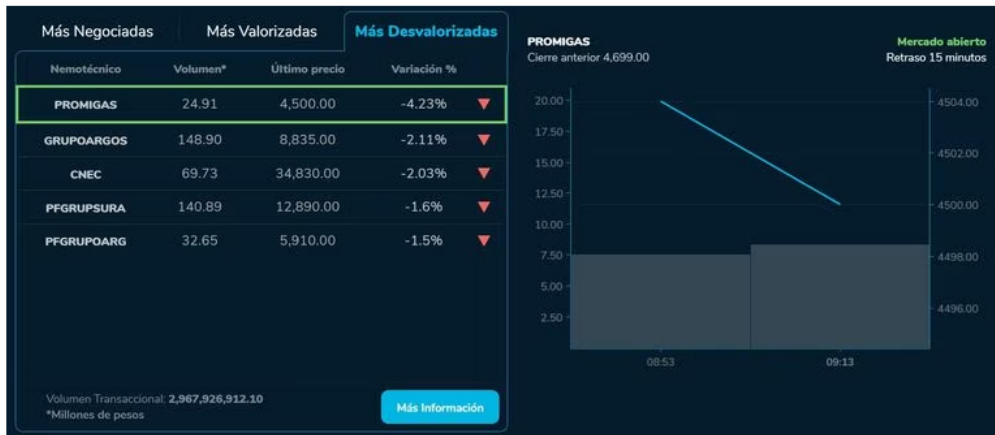 Más Negociadas Más Valorizadas Más Desvalorizadas
Nemotécnico Volumen* Último precio Variación %
PROMIGAS 24.91 4,500.00 -4.23% ▼
GRUPOARGOS 148.90 8,835.00 -2.11% ▼
CNEC 69.73 34,830.00 -2.03% ▼
PFGRUPSURA 140.89 12,890.00 -1.6% ▼
PFGRUPOARG 32.65 5,910.00 -1.5% ▼
Volumen Transaccional: 2,967,926,912.10
*Millones de pesos
Más Información
PROMIGAS Mercado abierto
Cierre anterior 4,699.00 Retraso 15 minutos
20.00 4504.00
17.50
15.00 4502.00
12.50
10.00 4500.00
7.50 4498.00
5.00
2.50 4496.00
08:53 09:13